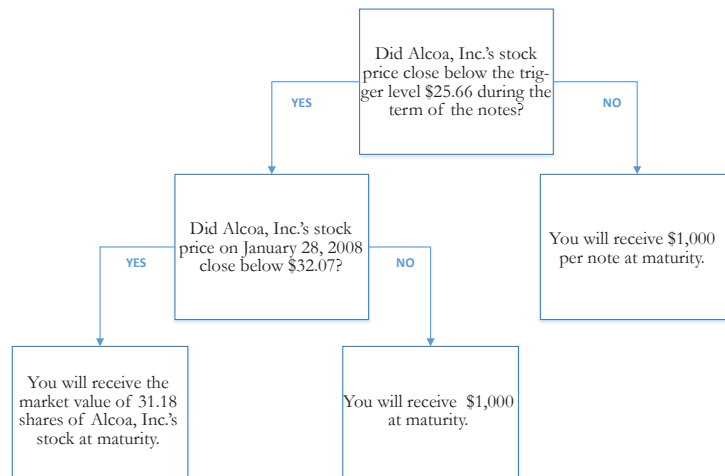 Did Alcoa, Inc.'s stock
price close below the trig-
ger level $25.66 during the
term of the notes?
YES
NO
Did Alcoa, Inc.'s stock
price on January 28, 2008
close below $32.07?
You will receive $1,000
per note at maturity.
YES
NO
You will receive the
market value of 31.18
shares of Alcoa, Inc.'s
stock at maturity.
You will receive $1,000
at maturity.